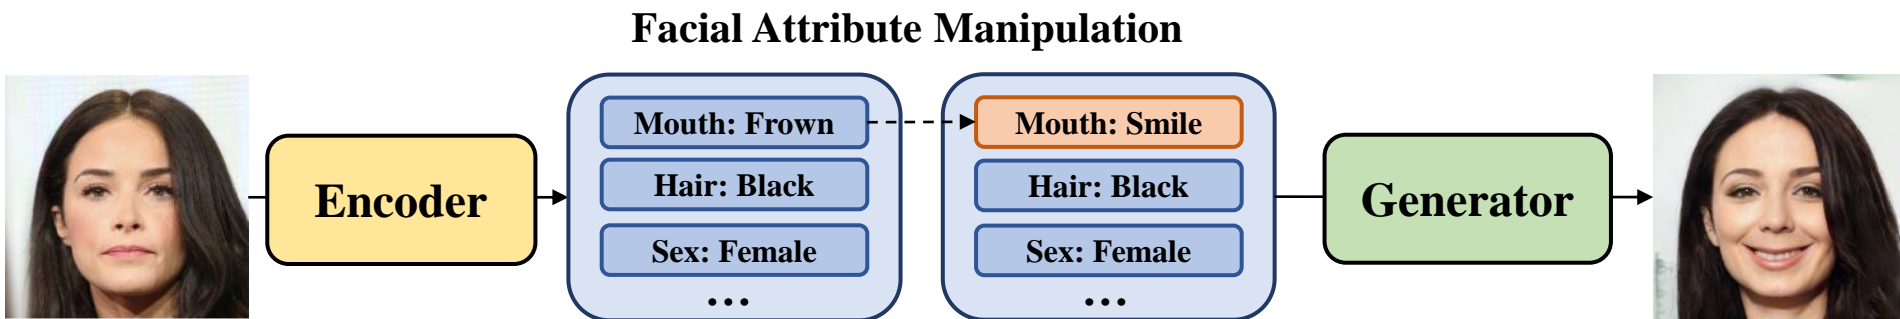 Facial Attribute Manipulation
Encoder
Mouth: Frown
Hair: Black
Sex: Female
...
Mouth: Smile
Hair: Black
Sex: Female
...
Generator